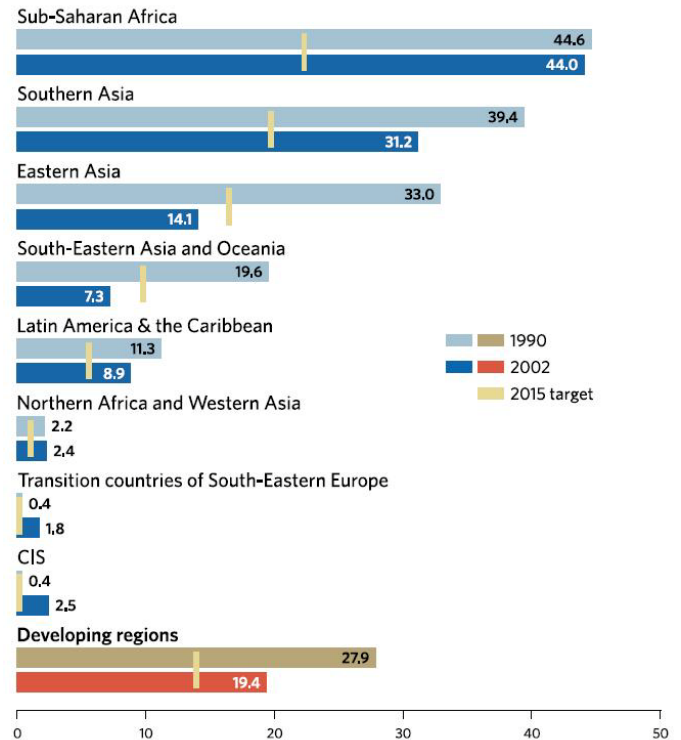 Sub-Saharan Africa
44.6
44.0
Southern Asia
39.4
31.2
Eastern Asia
33.0
14.1
South-Eastern Asia and Oceania
19.6
7.3
Latin America & the Caribbean
11.3
8.9
1990
2002
2015 target
Northern Africa and Western Asia
2.2
2.4
Transition countries of South-Eastern Europe
0.4
1.8
CIS
0.4
2.5
Developing regions
27.9
19.4
0 10 20 30 40 50